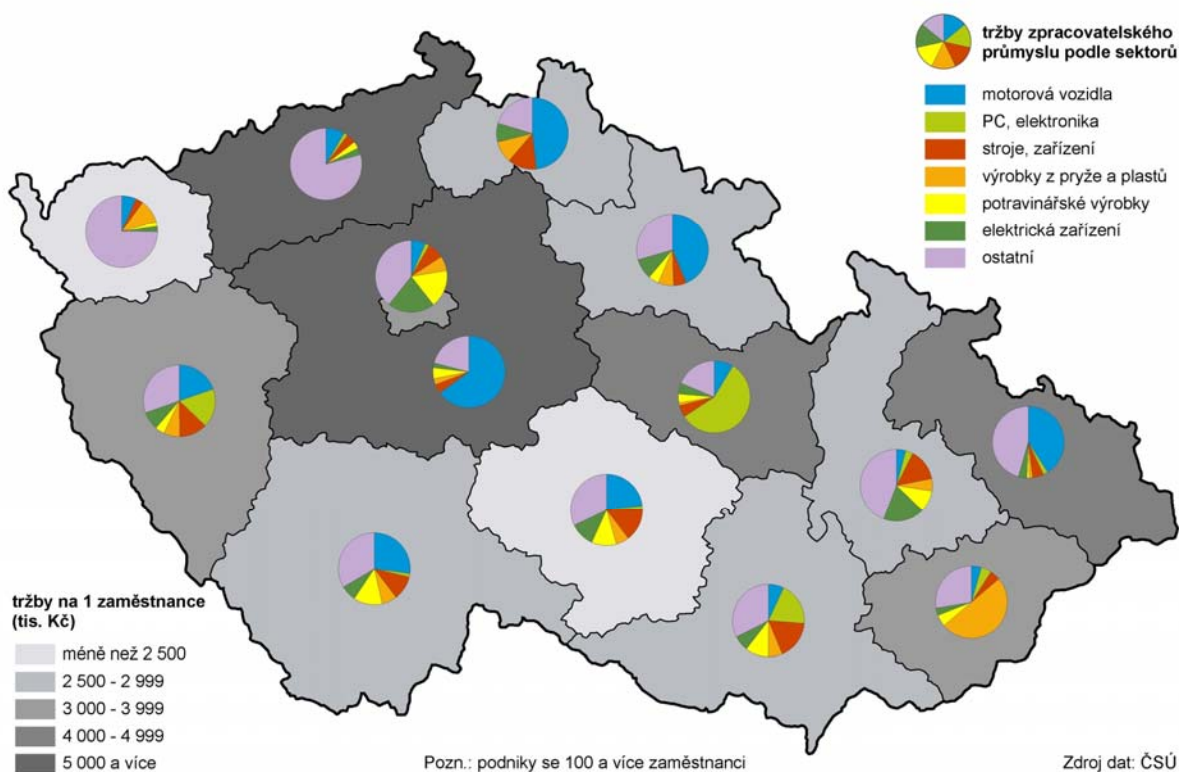 tržby zpracovatelského
průmyslu podle sektorů
motorová vozidla
PC, elektronika
stroje, zařízení
výrobky z pryže a plastů
potravinářské výrobky
elektrická zařízení
ostatní
tržby na 1 zaměstnance
(tis. Kč)
méně než 2 500
2 500 - 2 999
3 000 - 3 999
4 000 - 4 999
5 000 a více
Pozn.: podniky se 100 a více zaměstnanci
Zdroj dat: ČSÚ